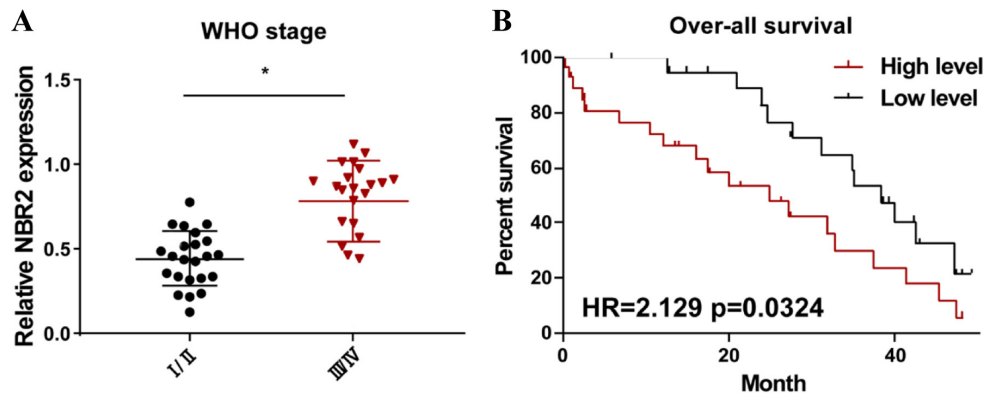 A
WHO stage
*
Relative NBR2 expression
1.5
1.0
0.5
0.0
I/II
III/IV
B
Over-all survival
High level
Low level
Percent survival
100
80
60
40
20
0
HR=2.129 p=0.0324
0
20
40
Month